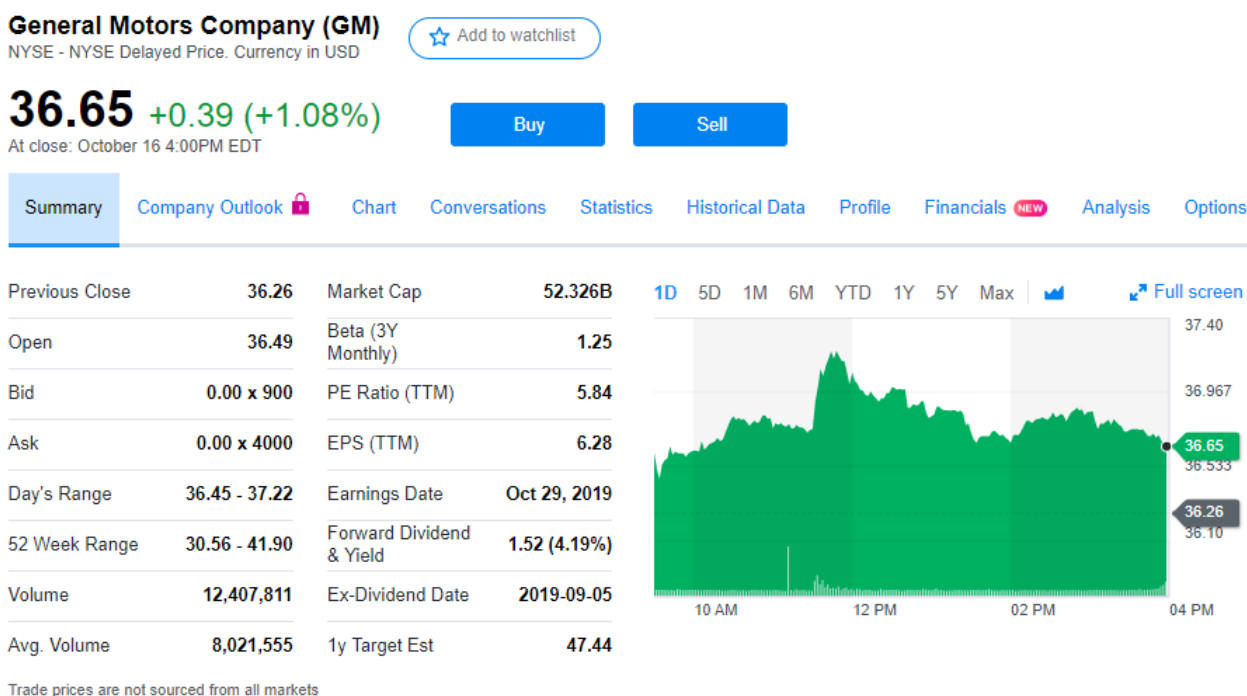 General Motors Company (GM)
Add to watchlist
NYSE - NYSE Delayed Price. Currency in USD
36.65 +0.39 (+1.08%)
At close: October 16 4:00PM EDT
Buy
Sell
Summary Company Outlook Chart Conversations Statistics Historical Data Profile Financials NEW Analysis Options
Previous Close 36.26
Open 36.49
Bid 0.00 x 900
Ask 0.00 x 4000
Day's Range 36.45 - 37.22
52 Week Range 30.56 - 41.90
Volume 12,407,811
Avg. Volume 8,021,555
Market Cap 52.326B
Beta (3Y
Monthly) 1.25
PE Ratio (TTM) 5.84
EPS (TTM) 6.28
Earnings Date Oct 29, 2019
Forward Dividend
& Yield 1.52 (4.19%)
Ex-Dividend Date 2019-09-05
1y Target Est 47.44
1D 5D 1M 6M YTD 1Y 5Y Max Full screen
37.40
36.967
36.65
36.533
36.26
36.10
10 AM 12 PM 02 PM 04 PM
Trade prices are not sourced from all markets